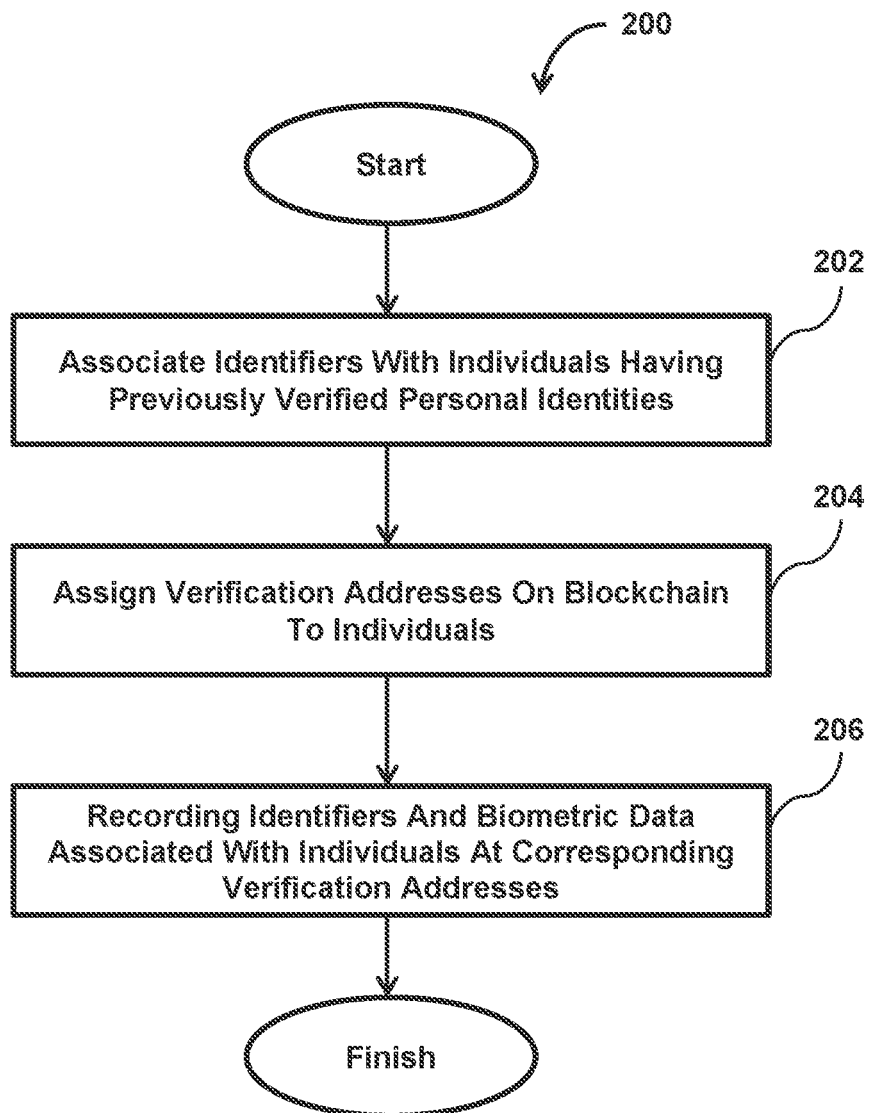 200
Start
202
Associate Identifiers With Individuals Having
Previously Verified Personal Identities
204
Assign Verification Addresses On Blockchain
To Individuals
206
Recording Identifiers And Biometric Data
Associated With Individuals At Corresponding
Verification Addresses
Finish